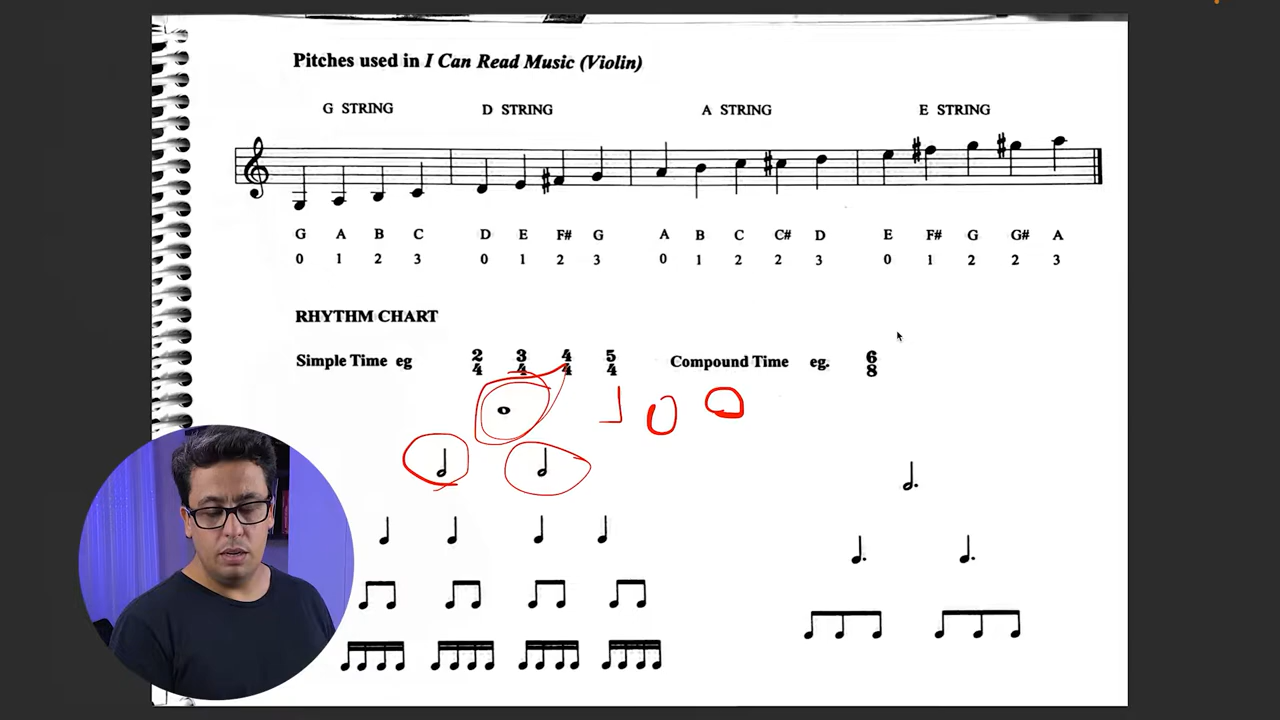 Pitches used in I Can Read Music (Violin)
G STRING D STRING A STRING E STRING
G A B C D E F# G A B C C# D E F# G G# A
0 1 2 3 0 1 2 3 0 1 2 2 3 0 1 2 2 3
RHYTHM CHART
Simple Time eg 2/4 3/4 4/4 5/4 Compound Time eg. 6/8